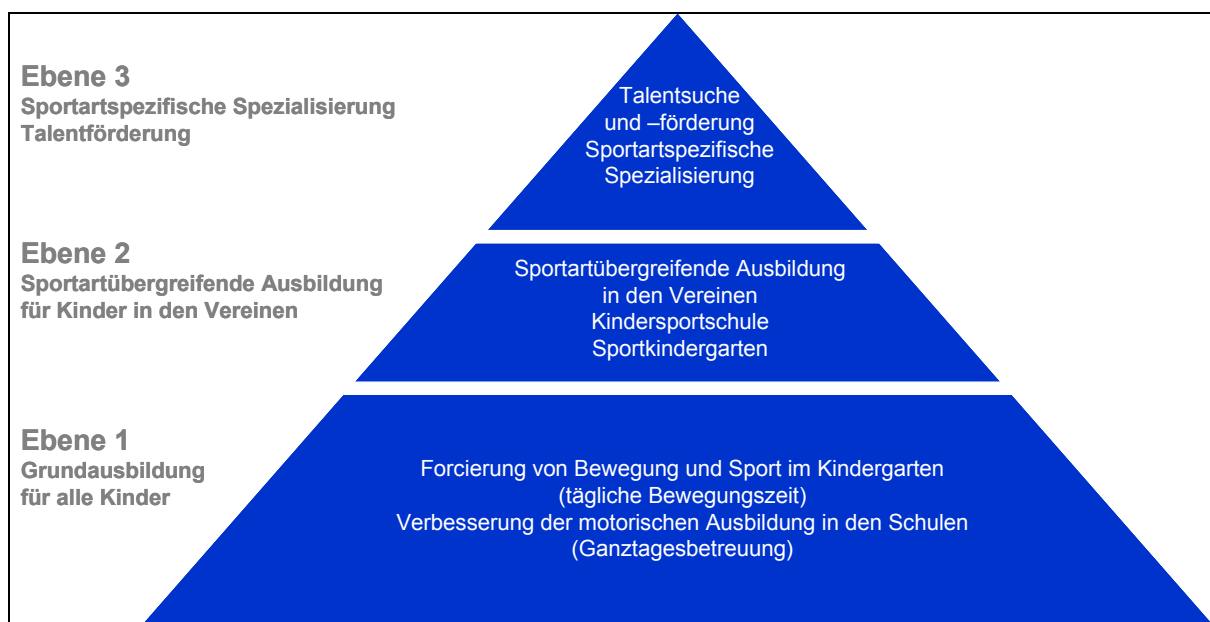 Ebene 3
Sportartspezifische Spezialisierung
Talentförderung
Talentsuche
und –förderung
Sportartspezifische
Spezialisierung
Ebene 2
Sportartübergreifende Ausbildung
für Kinder in den Vereinen
Sportartübergreifende Ausbildung
in den Vereinen
Kindersportschule
Sportkindergarten
Ebene 1
Grundausbildung
für alle Kinder
Forcierung von Bewegung und Sport im Kindergarten
(tägliche Bewegungszeit)
Verbesserung der motorischen Ausbildung in den Schulen
(Ganztagesbetreuung)